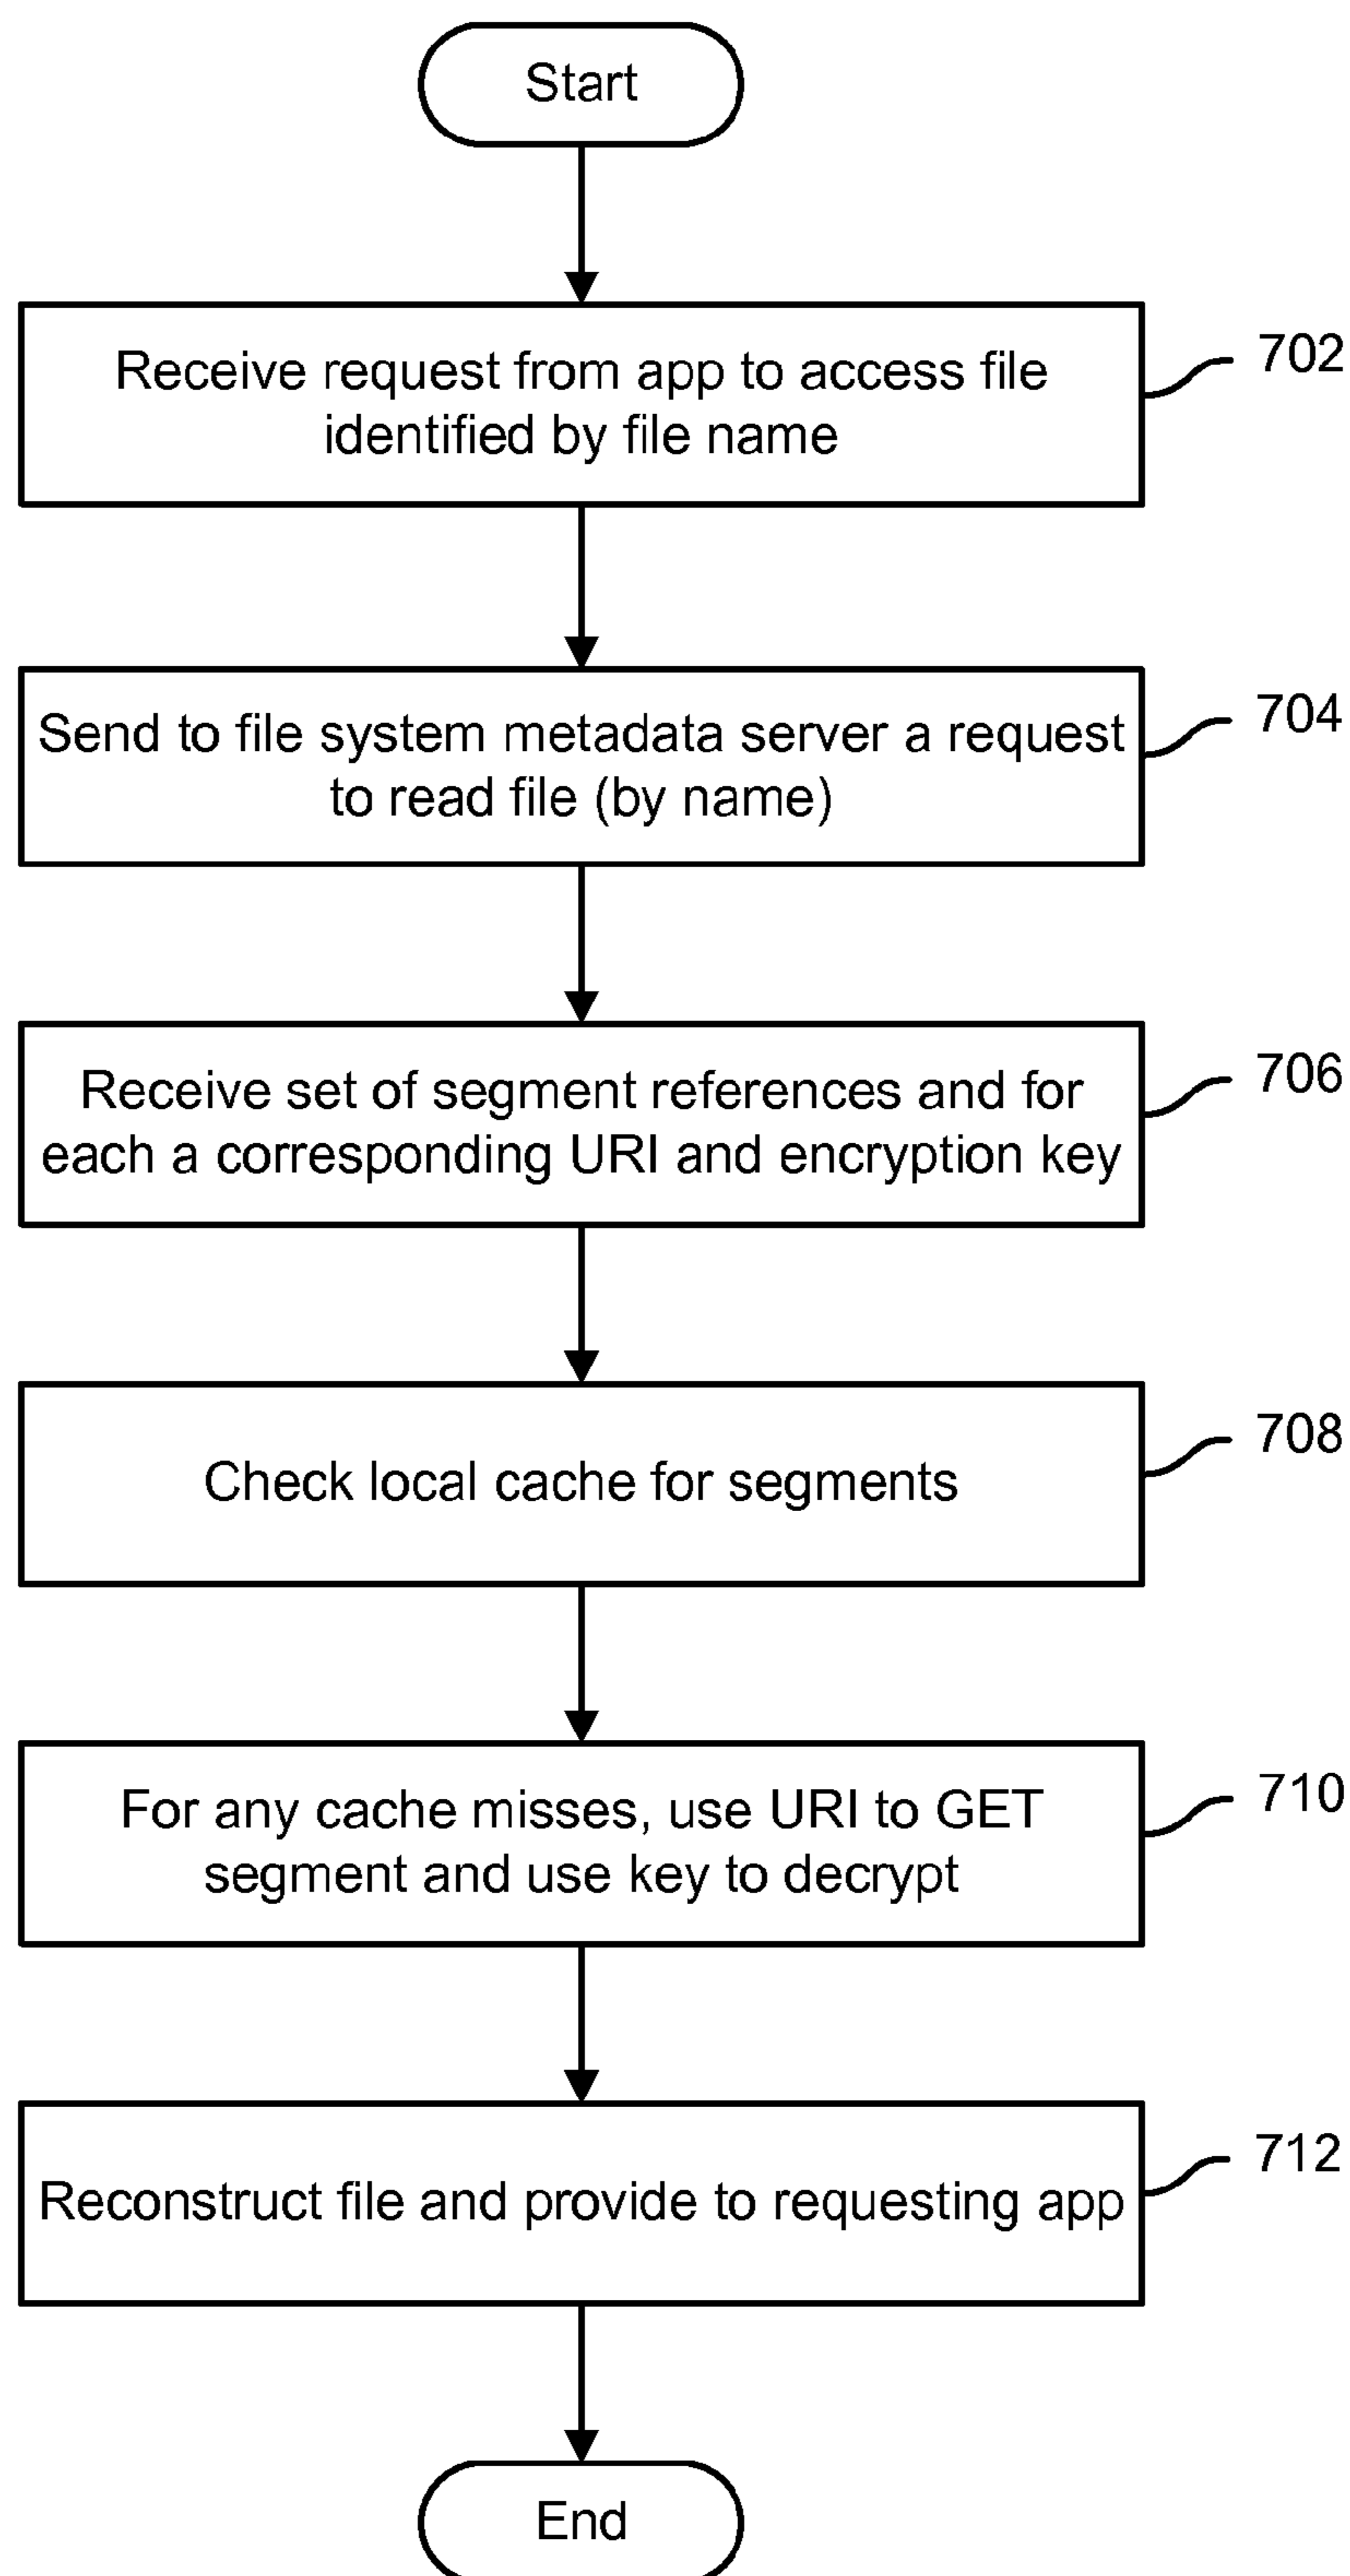 Start
Receive request from app to access file
identified by file name
702
Send to file system metadata server a request
to read file (by name)
704
Receive set of segment references and for
each a corresponding URI and encryption key
706
Check local cache for segments
708
For any cache misses, use URI to GET
segment and use key to decrypt
710
Reconstruct file and provide to requesting app
712
End